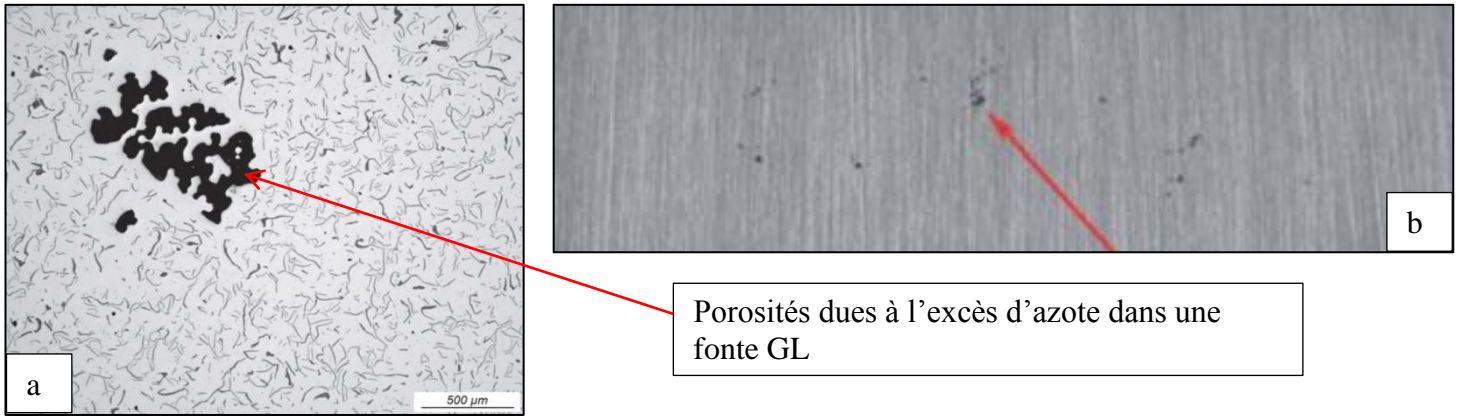 a
500 µm
b
Porosités dues à l’excès d’azote dans une
fonte GL